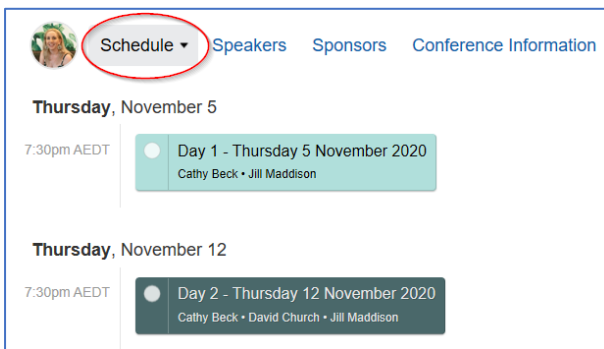 Schedule Speakers Sponsors Conference Information
Thursday, November 5
7:30pm AEDT
Day 1 - Thursday 5 November 2020
Cathy Beck • Jill Maddison
Thursday, November 12
7:30pm AEDT
Day 2 - Thursday 12 November 2020
Cathy Beck • David Church • Jill Maddison